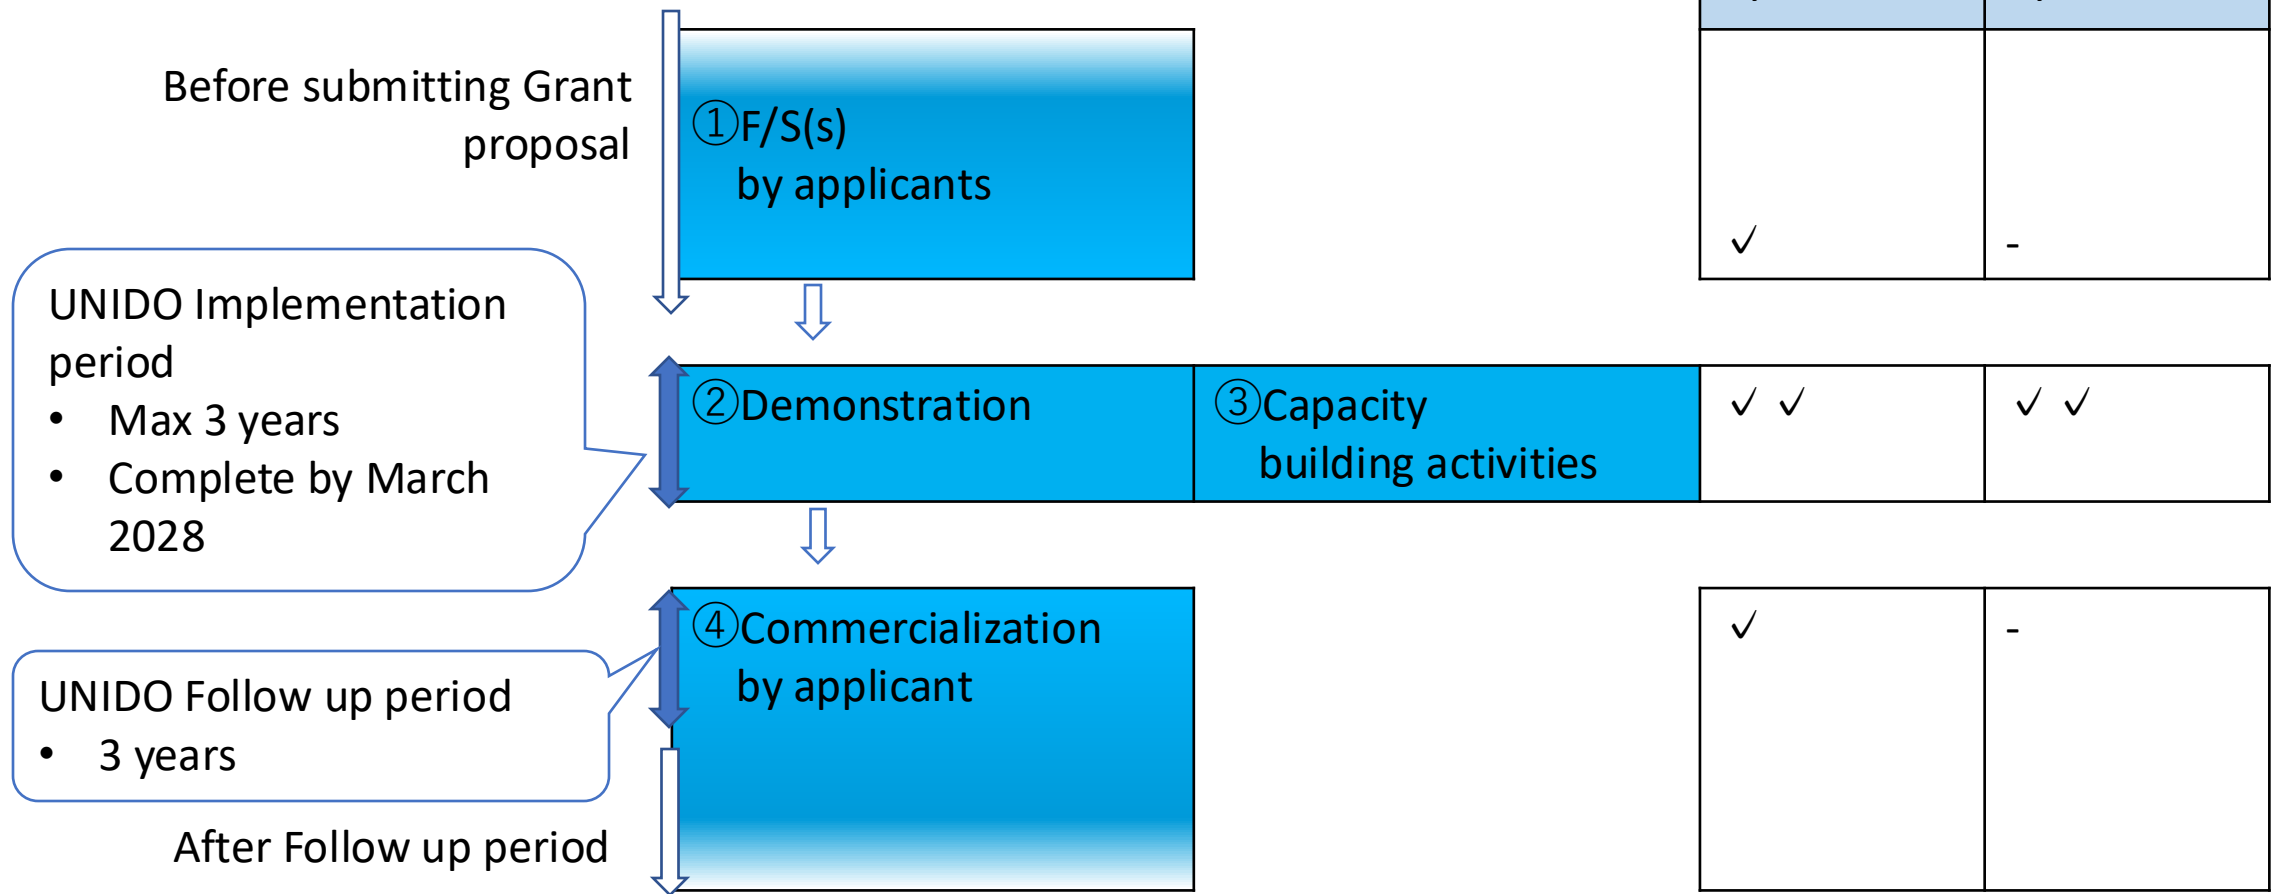 Before submitting Grant
proposal
①F/S(s)
by applicants
✓ -
UNIDO Implementation
period
• Max 3 years
• Complete by March
2028
②Demonstration
③Capacity
building activities
✓ ✓ ✓ ✓
④Commercialization
by applicant
✓ -
UNIDO Follow up period
• 3 years
After Follow up period